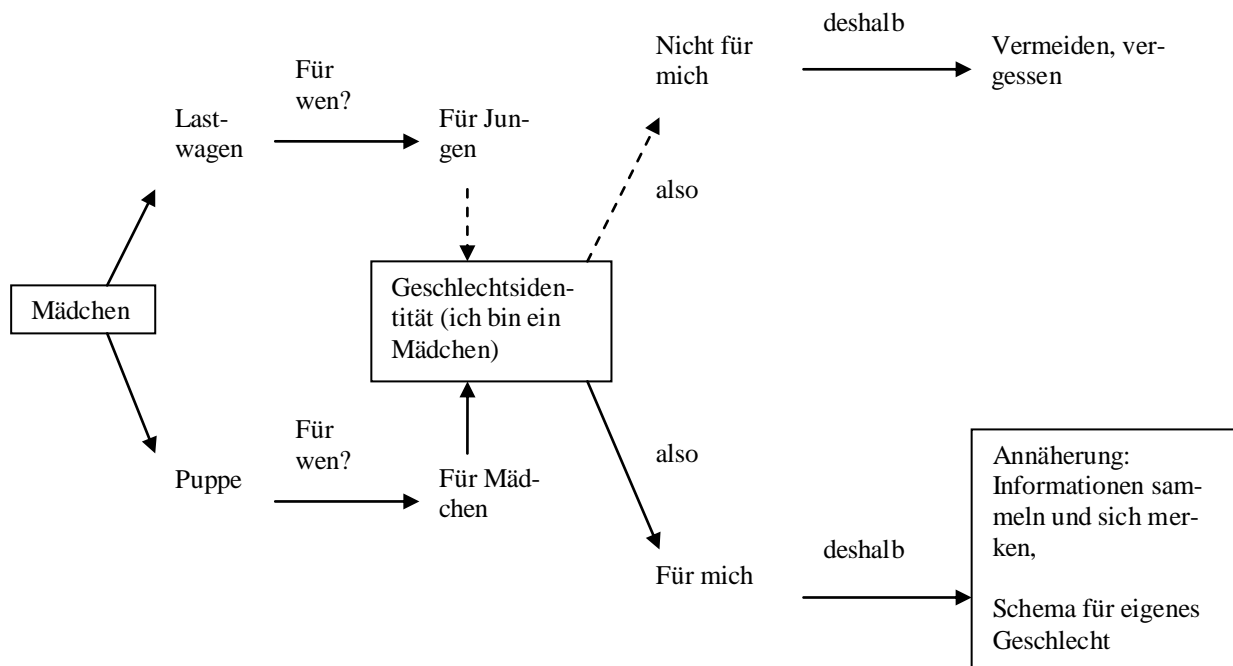 deshalb
Nicht für
mich
Vermeiden, ver-
gessen
Für
wen?
Last-
wagen
Für Jun-
gen
also
Mädchen
Geschlechtsiden-
tität (ich bin ein
Mädchen)
Für
wen?
Puppe
Für Mäd-
chen
also
Für mich
deshalb
Annäherung:
Informationen sam-
meln und sich mer-
ken,
Schema für eigenes
Geschlecht